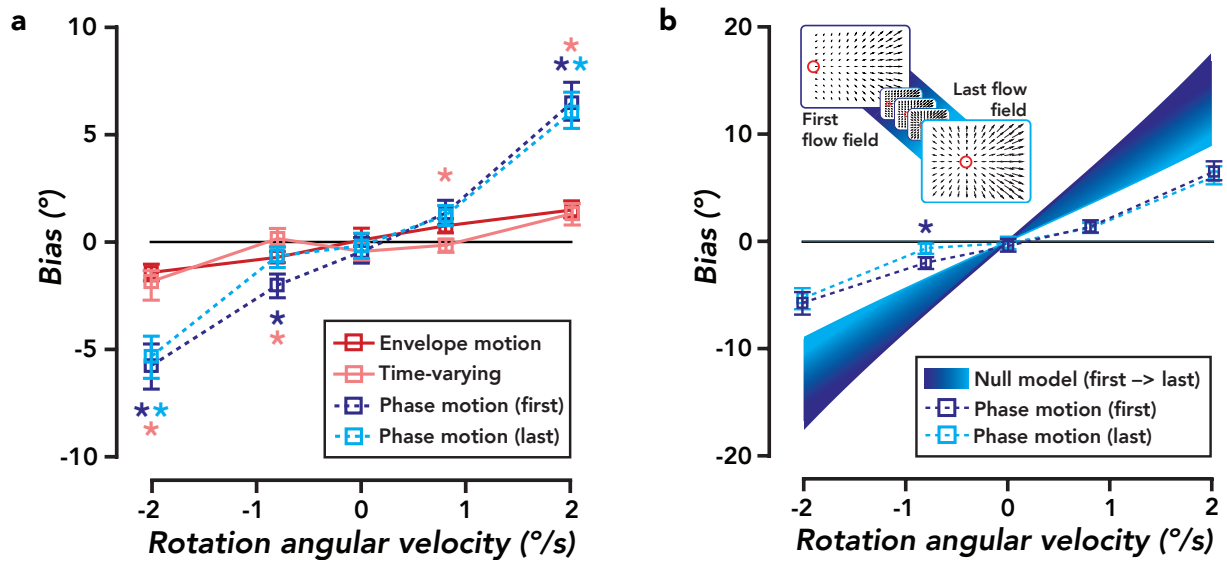 a
10
5
0
-5
-10
Bias (°)
*
* *
*
*
*
* *
*
Envelope motion
Time-varying
Phase motion (first)
Phase motion (last)
-2
-1
0
1
2
Rotation angular velocity (°/s)
b
20
10
0
-10
-20
Bias (°)
First
flow field
Last flow
field
*
Null model (first –> last)
Phase motion (first)
Phase motion (last)
-2
-1
0
1
2
Rotation angular velocity (°/s)